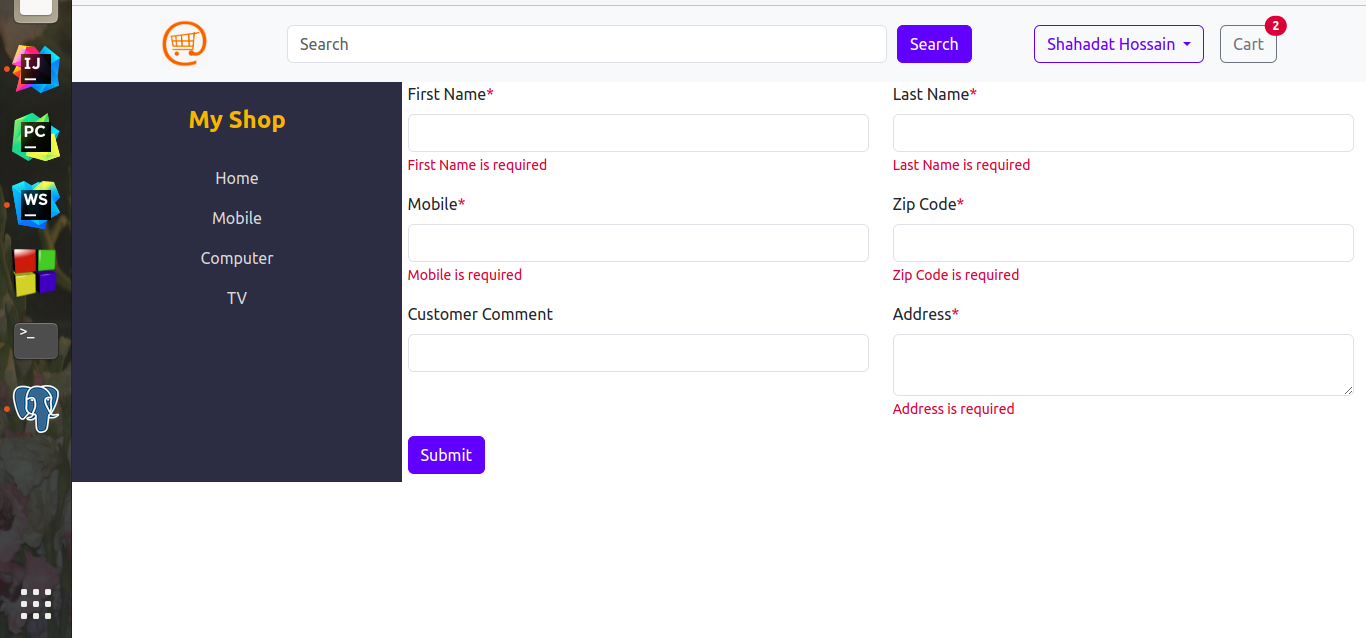 Search
Search
Shahadat Hossain
Cart
2
IJ
PC
WS
>_
My Shop
Home
Mobile
Computer
TV
First Name*
First Name is required
Last Name*
Last Name is required
Mobile*
Mobile is required
Zip Code*
Zip Code is required
Customer Comment
Address*
Address is required
Submit